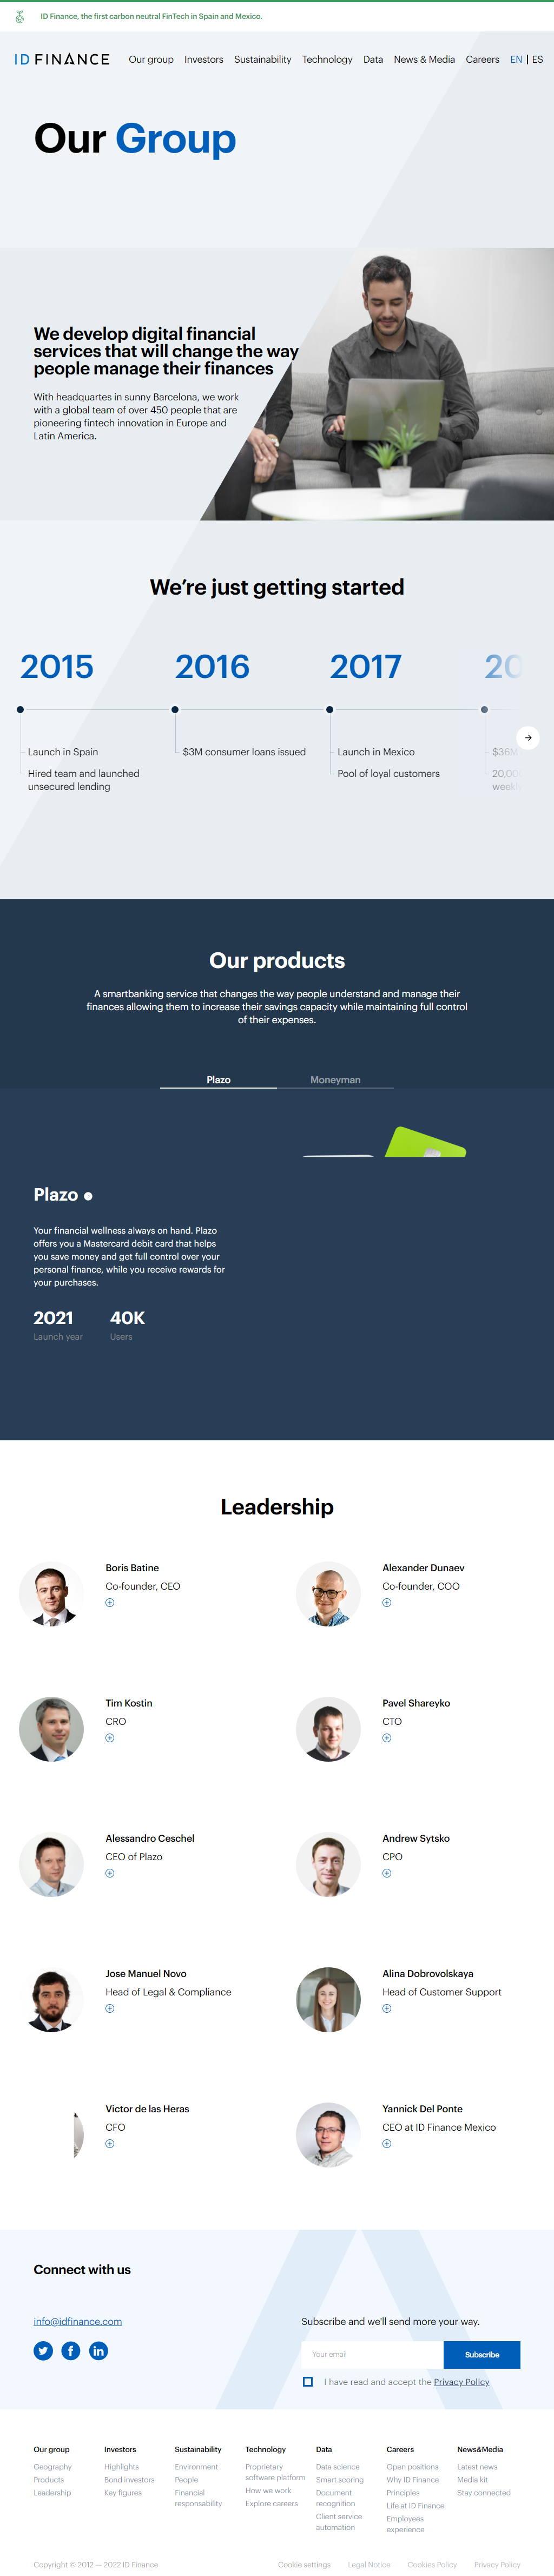 ID Finance, the first carbon neutral FinTech in Spain and Mexico.
ID FINANCE Our group Investors Sustainability Technology Data News & Media Careers EN | ES
Our Group
We develop digital financial
services that will change the way
people manage their finances
With headquartes in sunny Barcelona, we work
with a global team of over 450 people that are
pioneering fintech innovation in Europe and
Latin America.
We're just getting started
2015 2016 2017 20
Launch in Spain
Hired team and launched
unsecured lending
$3M consumer loans issued
Launch in Mexico
Pool of loyal customers
$36M
20,00
week
Our products
A smartbanking service that changes the way people understand and manage their
finances allowing them to increase their savings capacity while maintaining full control
of their expenses.
Plazo Moneyman
Plazo
Your financial wellness always on hand. Plazo
offers you a Mastercard debit card that helps
you save money and get full control over your
personal finance, while you receive rewards for
your purchases.
2021 40K
Launch year Users
Leadership
Boris Batine
Co-founder, CEO
Alexander Dunaev
Co-founder, COO
Tim Kostin
CRO
Pavel Shareyko
CTO
Alessandro Ceschel
CEO of Plazo
Andrew Sytsko
CPO
Jose Manuel Novo
Head of Legal & Compliance
Alina Dobrovolskaya
Head of Customer Support
Victor de las Heras
CFO
Yannick Del Ponte
CEO at ID Finance Mexico
Connect with us
info@idfinance.com
Subscribe and we'll send more your way.
Your email Subscribe
I have read and accept the Privacy Policy
Our group
Geography
Products
Leadership
Investors
Highlights
Bond investors
Key figures
Sustainability
Environment
People
Financial
responsability
Technology
Proprietary
software platform
How we work
Explore careers
Data
Data science
Smart scoring
Document
recognition
Client service
automation
Careers
Open positions
Why ID Finance
Principles
Life at ID Finance
Employees
experience
News&Media
Latest news
Media kit
Stay connected
Copyright © 2012 — 2022 ID Finance Cookie settings Legal Notice Cookies Policy Privacy Policy